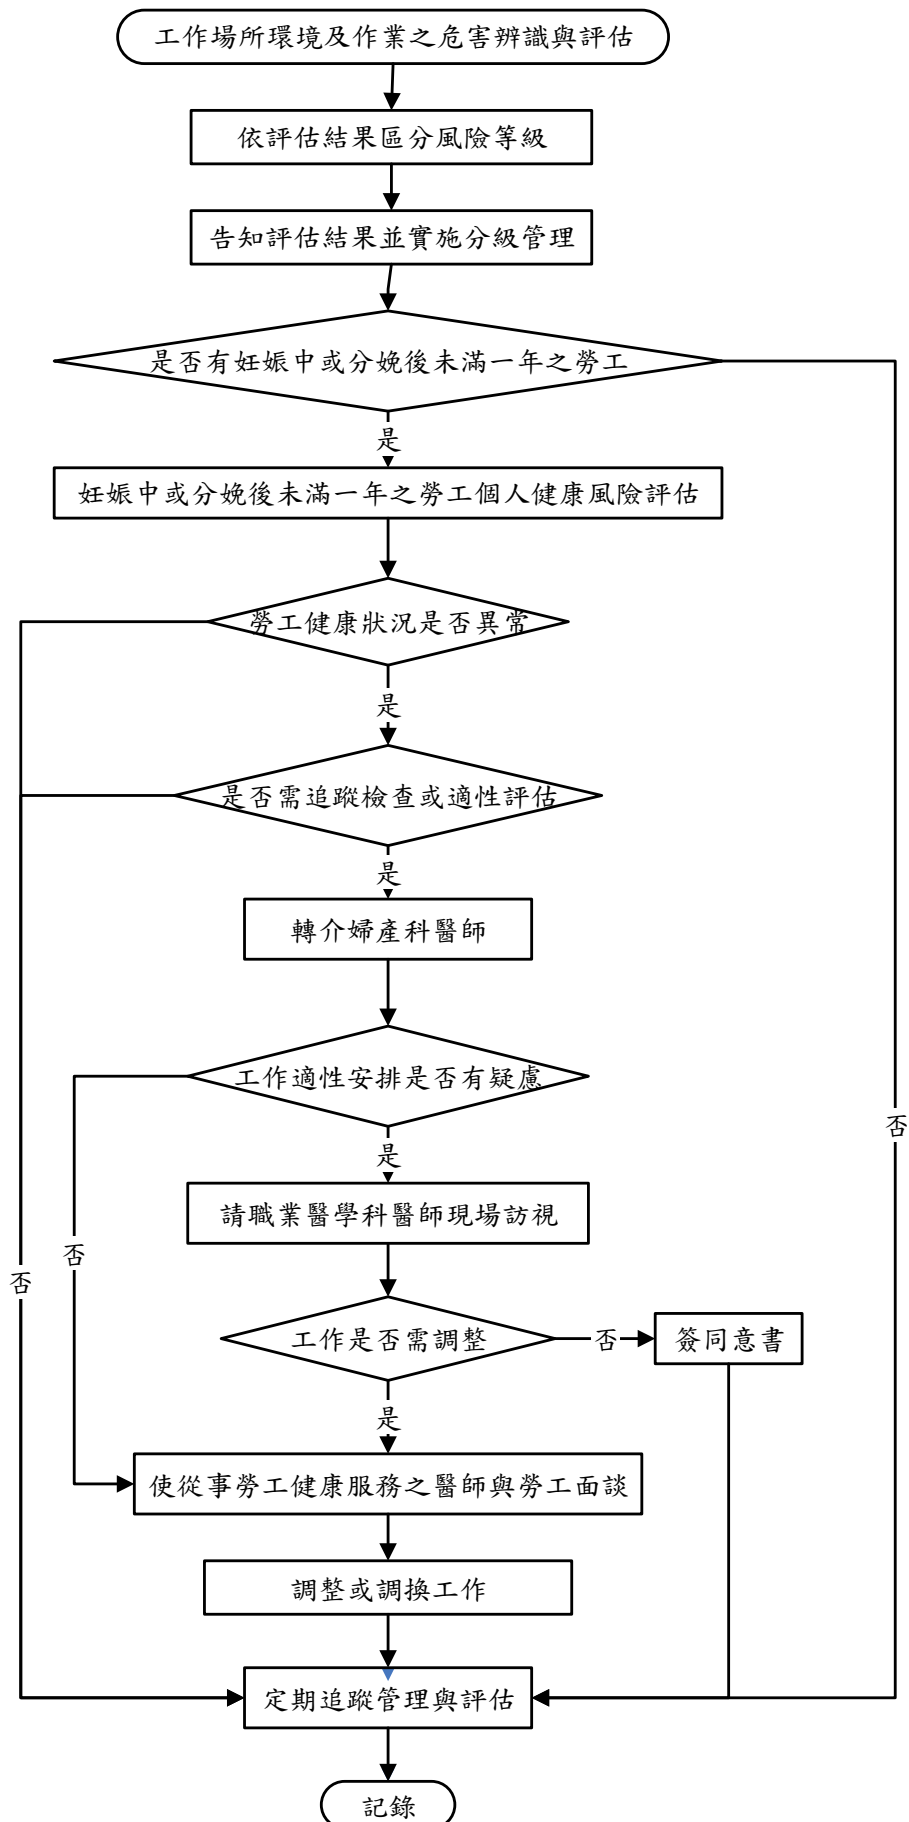 工作場所環境及作業之危害辨識與評估
依評估結果區分風險等級
告知評估結果並實施分級管理
是否有妊娠中或分娩後未滿一年之勞工
是
妊娠中或分娩後未滿一年之勞工個人健康風險評估
勞工健康狀況是否異常
是
是否需追蹤檢查或適性評估
是
轉介婦產科醫師
工作適性安排是否有疑慮
否
是
請職業醫學科醫師現場訪視
否
否
工作是否需調整
否
簽同意書
是
使從事勞工健康服務之醫師與勞工面談
調整或調換工作
定期追蹤管理與評估
記錄